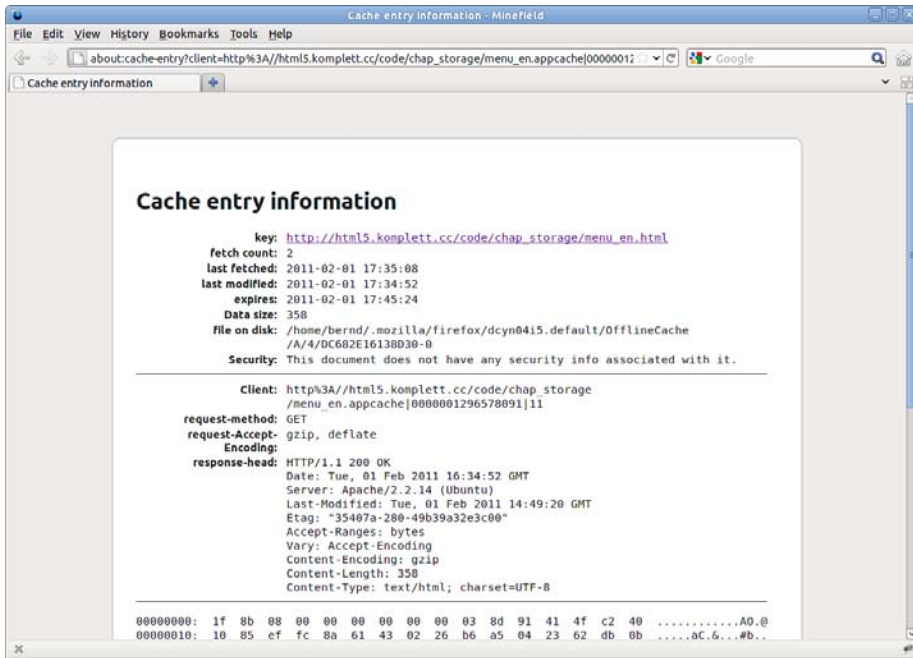 Cache entry information - Minefield
File Edit View History Bookmarks Tools Help
about:cache-entry?client=http%3A//html5.komplett.cc/code/chap_storage/menu_en.appcache|00000012
Google
Cache entry information
Cache entry information
key: http://html5.komplett.cc/code/chap_storage/menu_en.html
fetch count: 2
last fetched: 2011-02-01 17:35:08
last modified: 2011-02-01 17:34:52
expires: 2011-02-01 17:45:24
Data size: 358
file on disk: /home/bernd/.mozilla/firefox/dcyn04i5.default/OfflineCache
/A/4/DC682E16138D30-0
Security: This document does not have any security info associated with it.
Client: http%3A//html5.komplett.cc/code/chap_storage
/menu_en.appcache|0000001296578091|11
request-method: GET
request-Accept- gzip, deflate
Encoding:
response-head: HTTP/1.1 200 OK
Date: Tue, 01 Feb 2011 16:34:52 GMT
Server: Apache/2.2.14 (Ubuntu)
Last-Modified: Tue, 01 Feb 2011 14:49:20 GMT
Etag: "35407a-280-49b39a32e3c00"
Accept-Ranges: bytes
Vary: Accept-Encoding
Content-Encoding: gzip
Content-Length: 358
Content-Type: text/html; charset=UTF-8
00000000: 1f 8b 08 00 00 00 00 00 00 03 8d 91 41 4f c2 40 ............AO.@
00000010: 10 85 ef fc 8a 61 43 02 26 b6 a5 04 23 62 db 0b .....aC.&...#b..